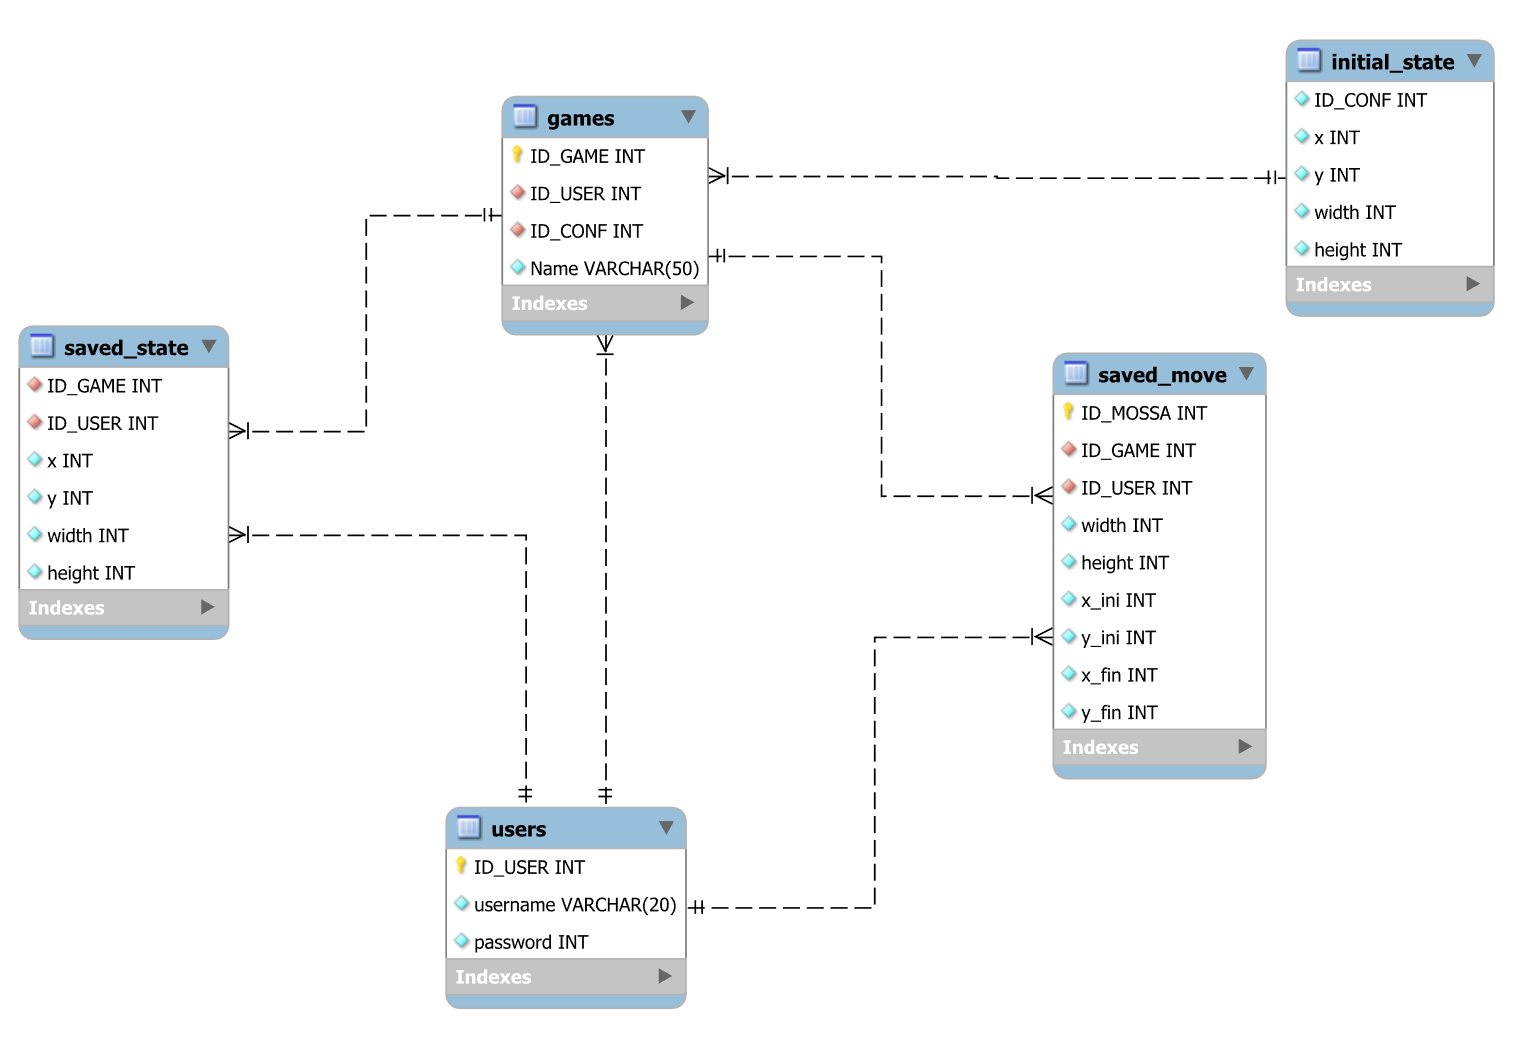 initial_state
ID_CONF INT
x INT
y INT
width INT
height INT
Indexes
games
ID_GAME INT
ID_USER INT
ID_CONF INT
Name VARCHAR(50)
Indexes
saved_state
ID_GAME INT
ID_USER INT
x INT
y INT
width INT
height INT
Indexes
saved_move
ID_MOSSA INT
ID_GAME INT
ID_USER INT
width INT
height INT
x_ini INT
y_ini INT
x_fin INT
y_fin INT
Indexes
users
ID_USER INT
username VARCHAR(20)
password INT
Indexes